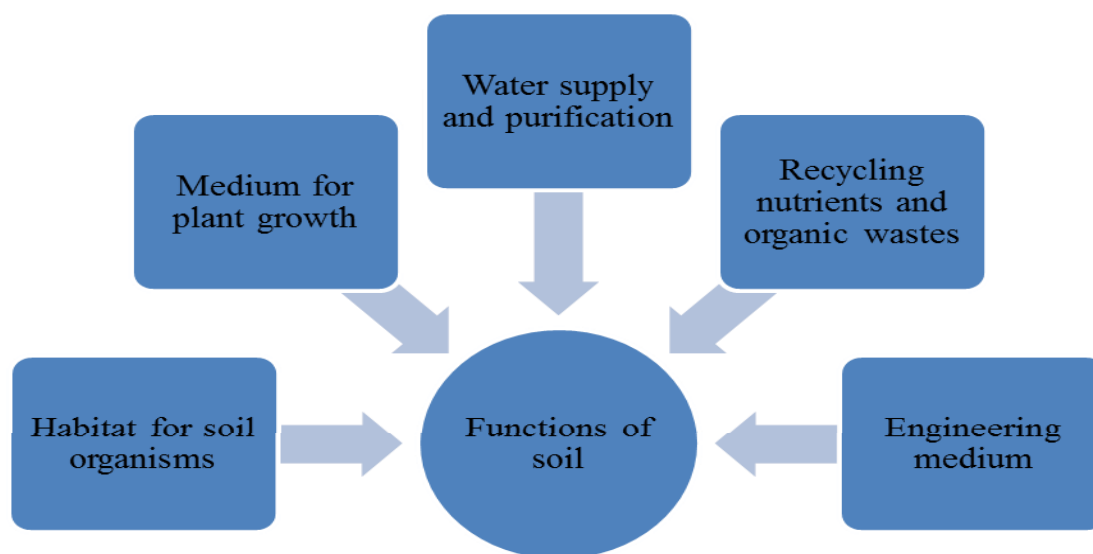 Water supply
and purification
Medium for
plant growth
Recycling
nutrients and
organic wastes
Habitat for soil
organisms
Functions of
soil
Engineering
medium